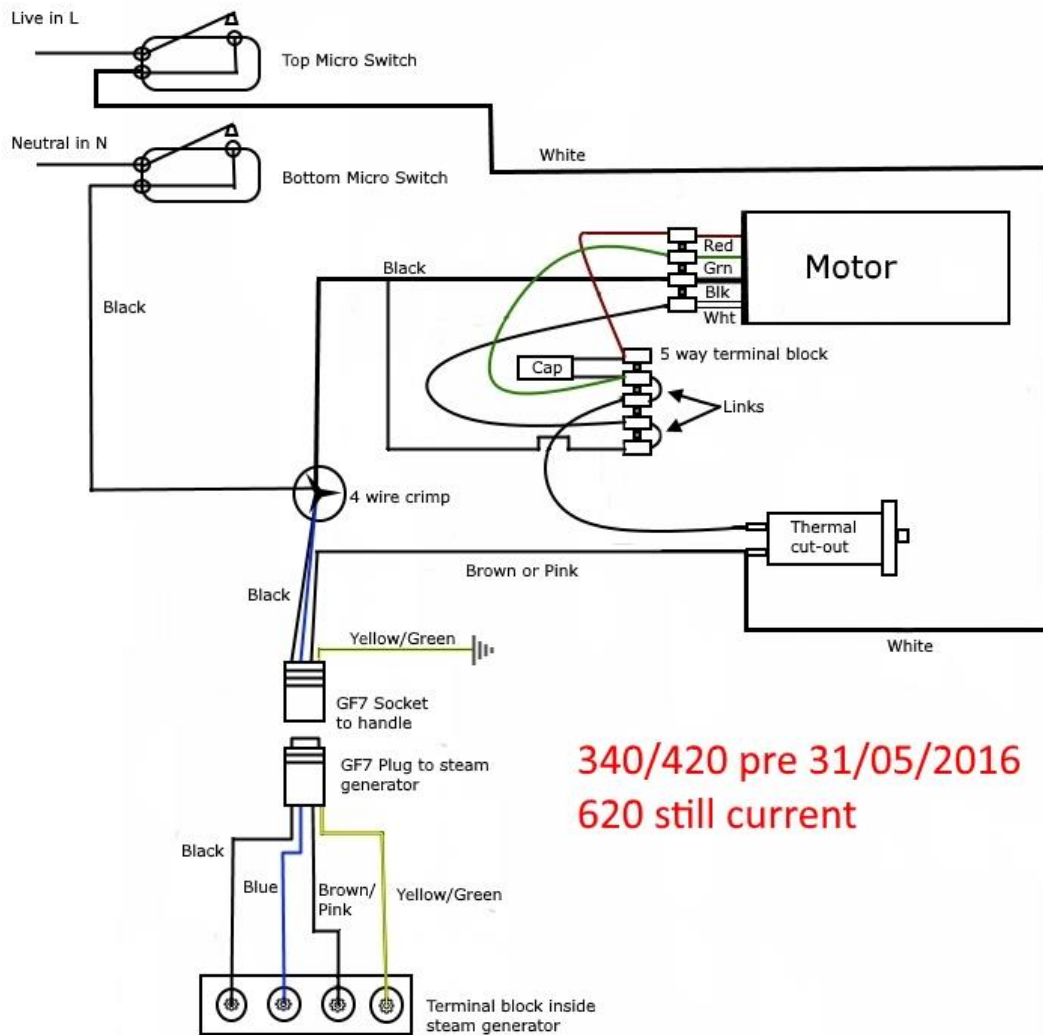 Live in L
Top Micro Switch
Neutral in N
Bottom Micro Switch
White
Black
Black
Red
Grn
Blk
Wht
Motor
5 way terminal block
Cap
Links
4 wire crimp
Thermal
cut-out
Brown or Pink
Black
Yellow/Green
White
GF7 Socket
to handle
GF7 Plug to steam
generator
340/420 pre 31/05/2016
620 still current
Black
Blue
Brown/
Pink
Yellow/Green
Terminal block inside
steam generator